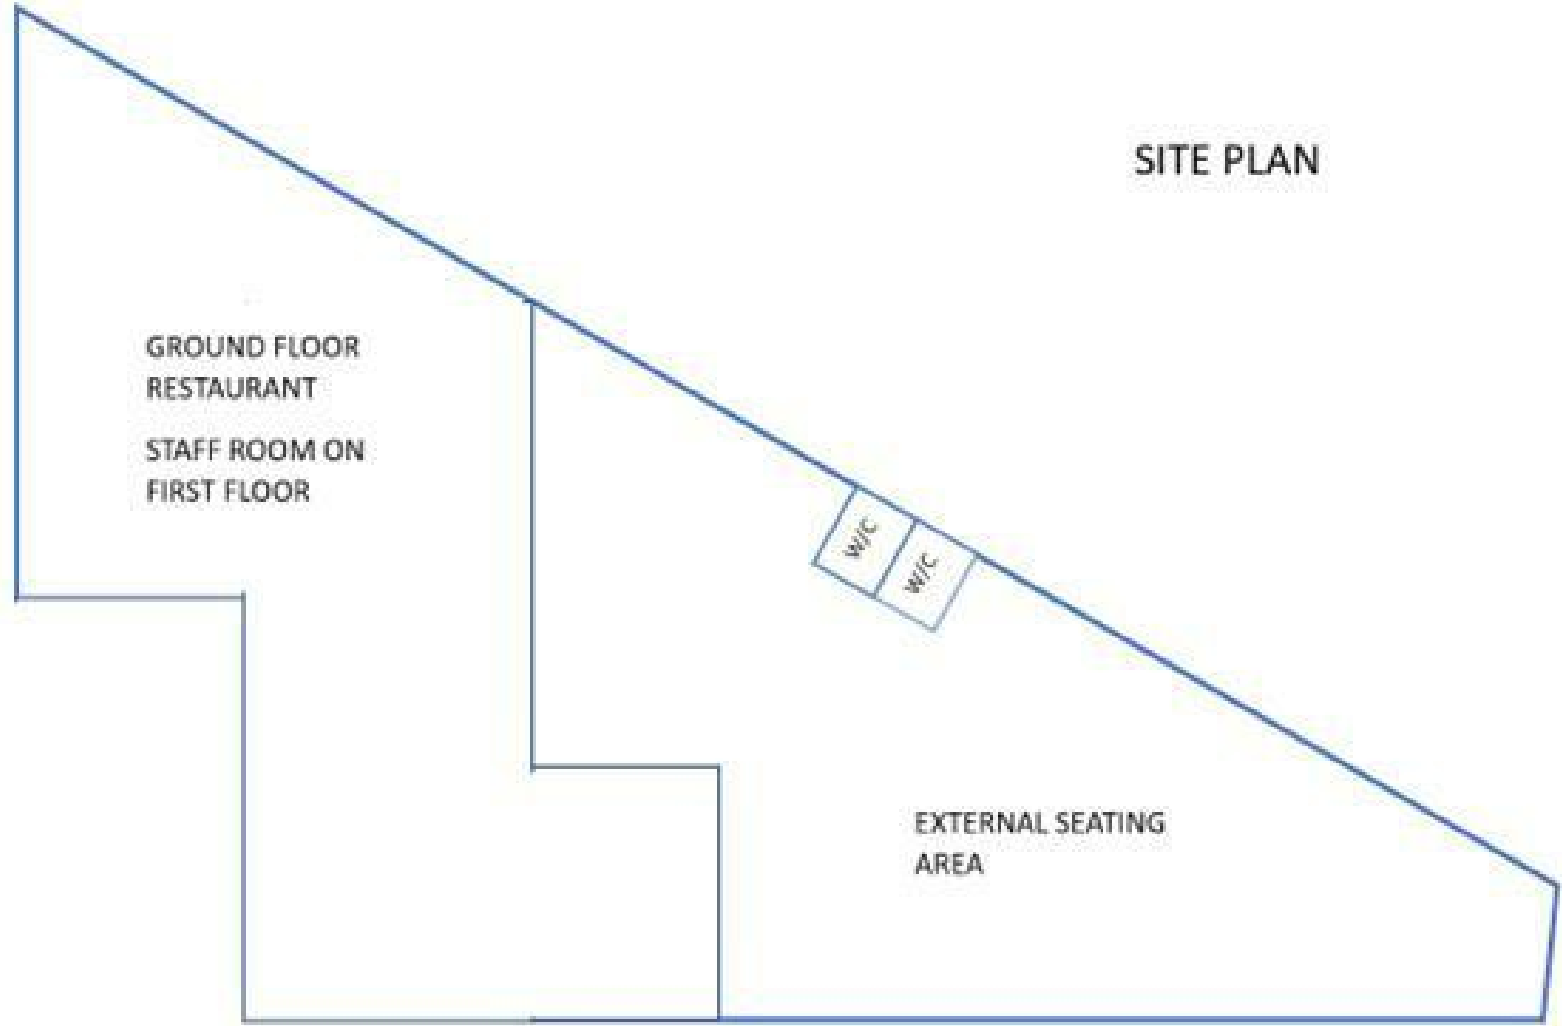 SITE PLAN
GROUND FLOOR
RESTAURANT
STAFF ROOM ON
FIRST FLOOR
W/C
W/C
EXTERNAL SEATING
AREA